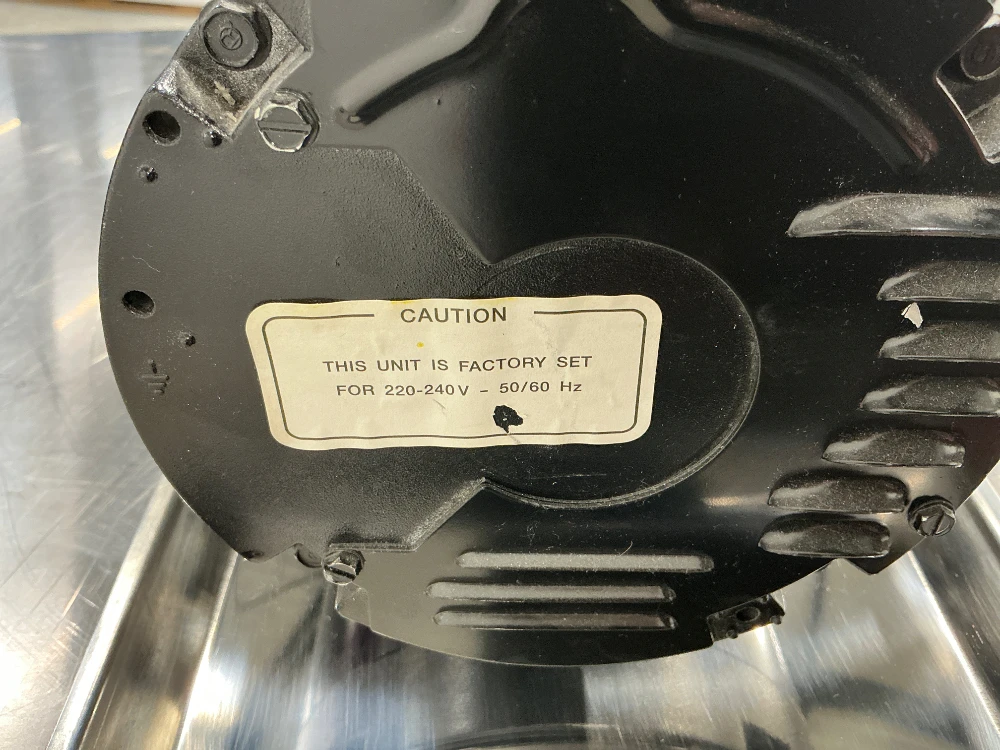 CAUTION
THIS UNIT IS FACTORY SET
FOR 220-240V - 50/60 Hz